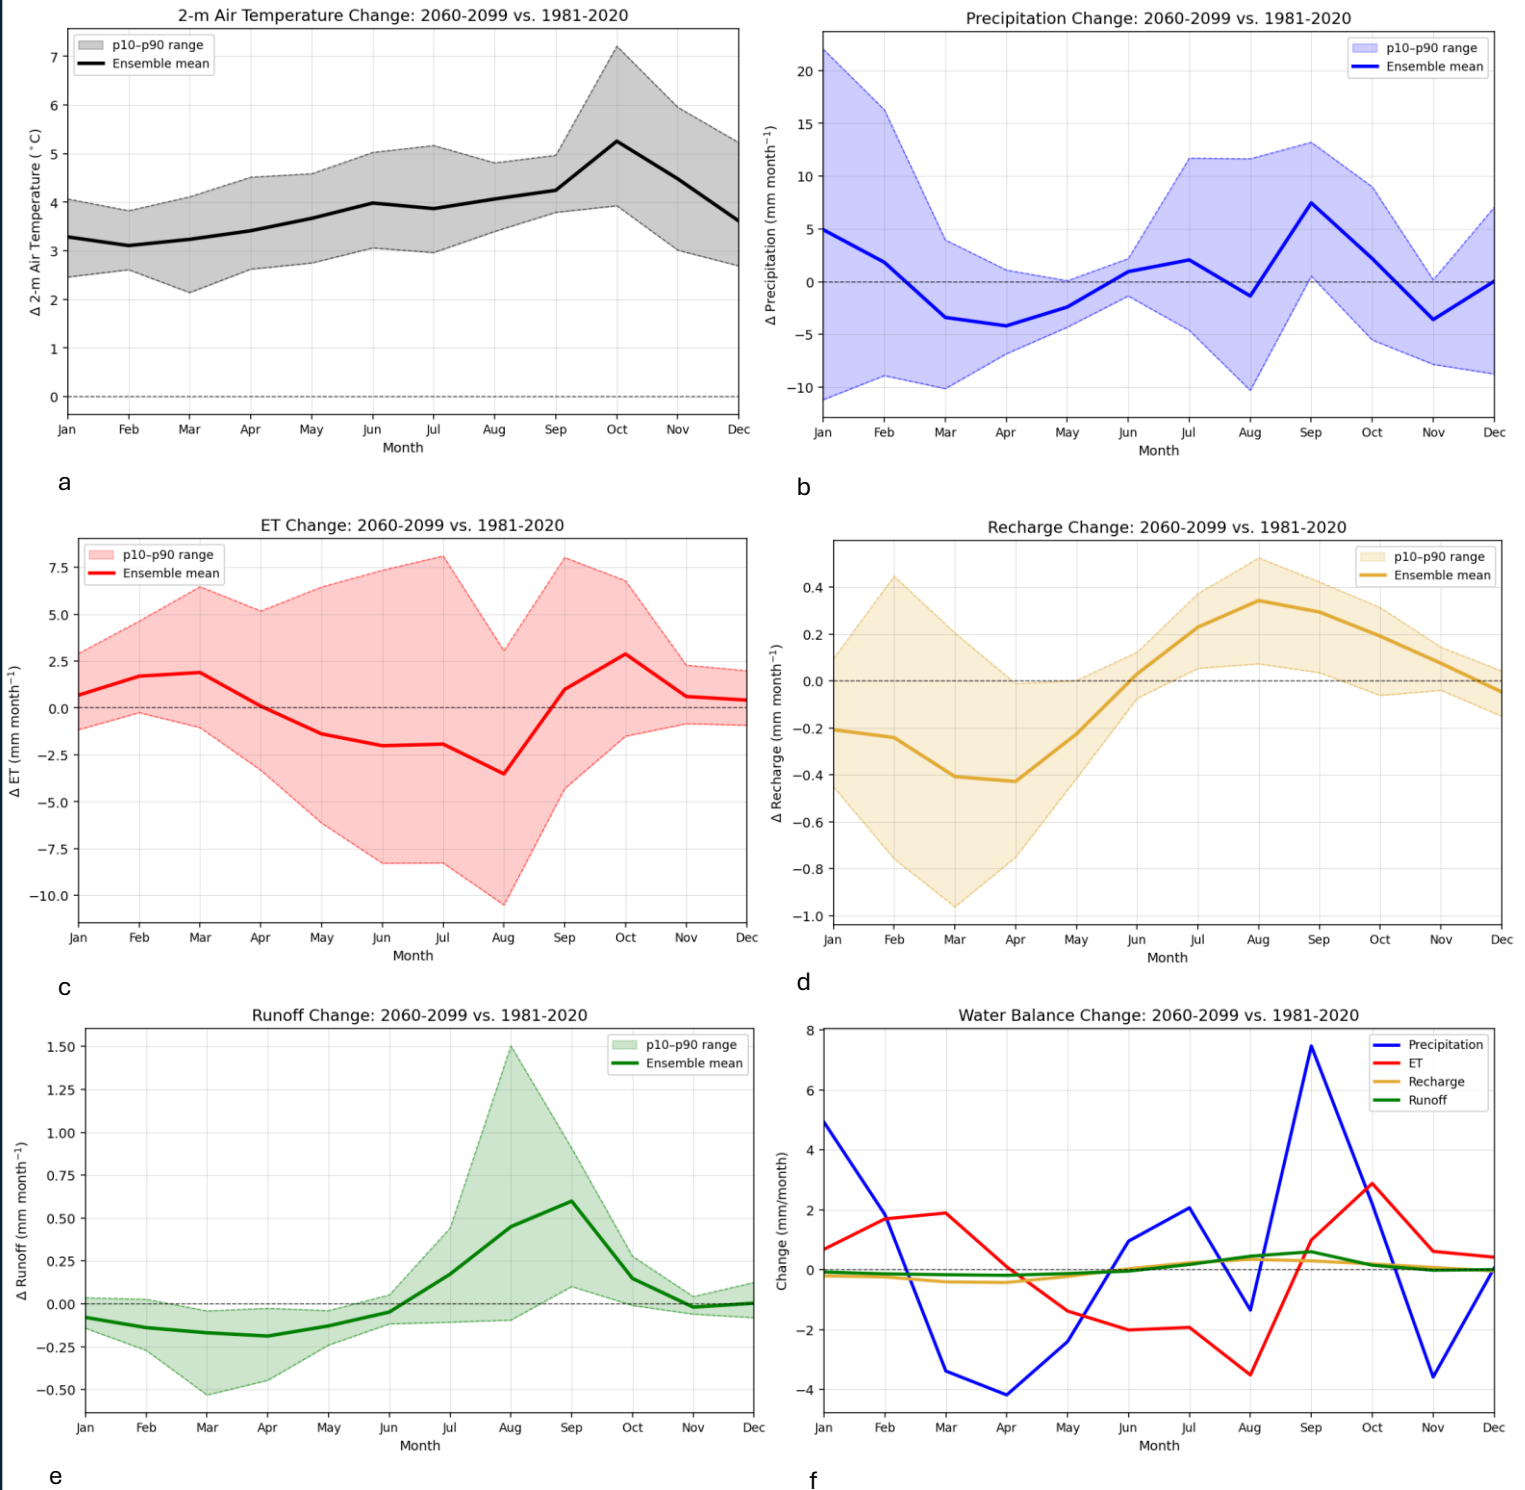 2-m Air Temperature Change: 2060-2099 vs. 1981-2020
p10–p90 range
Ensemble mean
Δ 2-m Air Temperature (°C)
7
6
5
4
3
2
1
0
Jan Feb Mar Apr May Jun Jul Aug Sep Oct Nov Dec
Month
a
Precipitation Change: 2060-2099 vs. 1981-2020
p10–p90 range
Ensemble mean
Δ Precipitation (mm month⁻¹)
20
15
10
5
0
−5
−10
Jan Feb Mar Apr May Jun Jul Aug Sep Oct Nov Dec
Month
b
ET Change: 2060-2099 vs. 1981-2020
p10–p90 range
Ensemble mean
Δ ET (mm month⁻¹)
7.5
5.0
2.5
0.0
−2.5
−5.0
−7.5
−10.0
Jan Feb Mar Apr May Jun Jul Aug Sep Oct Nov Dec
Month
c
Recharge Change: 2060-2099 vs. 1981-2020
p10–p90 range
Ensemble mean
Δ Recharge (mm month⁻¹)
0.4
0.2
0.0
−0.2
−0.4
−0.6
−0.8
−1.0
Jan Feb Mar Apr May Jun Jul Aug Sep Oct Nov Dec
Month
d
Runoff Change: 2060-2099 vs. 1981-2020
p10–p90 range
Ensemble mean
Δ Runoff (mm month⁻¹)
1.50
1.25
1.00
0.75
0.50
0.25
0.00
−0.25
−0.50
Jan Feb Mar Apr May Jun Jul Aug Sep Oct Nov Dec
Month
e
Water Balance Change: 2060-2099 vs. 1981-2020
Precipitation
ET
Recharge
Runoff
Change (mm/month)
8
6
4
2
0
−2
−4
Jan Feb Mar Apr May Jun Jul Aug Sep Oct Nov Dec
Month
f